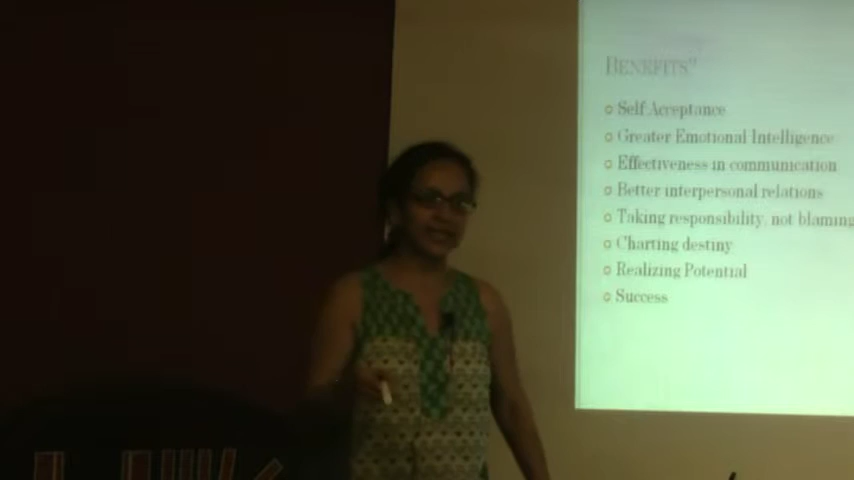 BENEFITS"
Self Acceptance
Greater Emotional Intelligence
Effectiveness in communication
Better interpersonal relations
Taking responsibility, not blaming
Charting destiny
Realizing Potential
Success